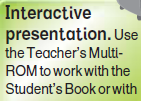 Interactive
presentation. Use
the Teacher's Multi-
ROM to work with the
Student's Book or with